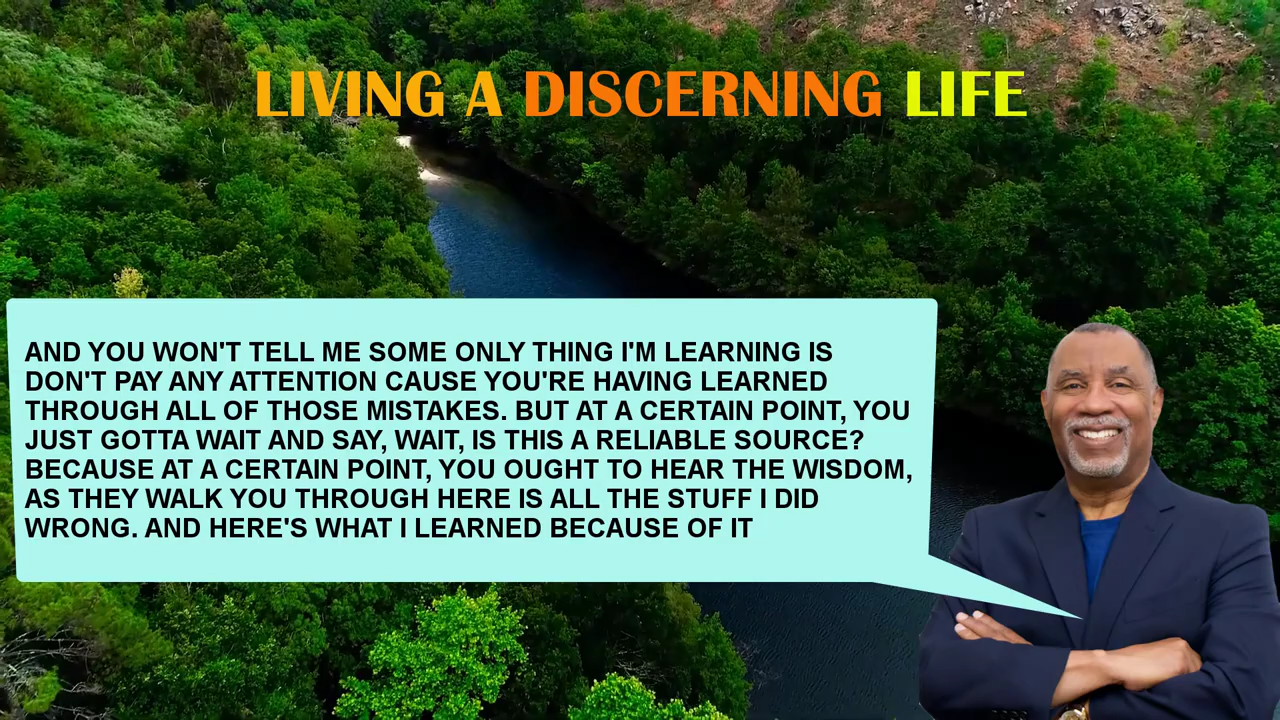 LIVING A DISCERNING LIFE
AND YOU WON'T TELL ME SOME ONLY THING I'M LEARNING IS
DON'T PAY ANY ATTENTION CAUSE YOU'RE HAVING LEARNED
THROUGH ALL OF THOSE MISTAKES. BUT AT A CERTAIN POINT, YOU
JUST GOTTA WAIT AND SAY, WAIT, IS THIS A RELIABLE SOURCE?
BECAUSE AT A CERTAIN POINT, YOU OUGHT TO HEAR THE WISDOM,
AS THEY WALK YOU THROUGH HERE IS ALL THE STUFF I DID
WRONG. AND HERE'S WHAT I LEARNED BECAUSE OF IT